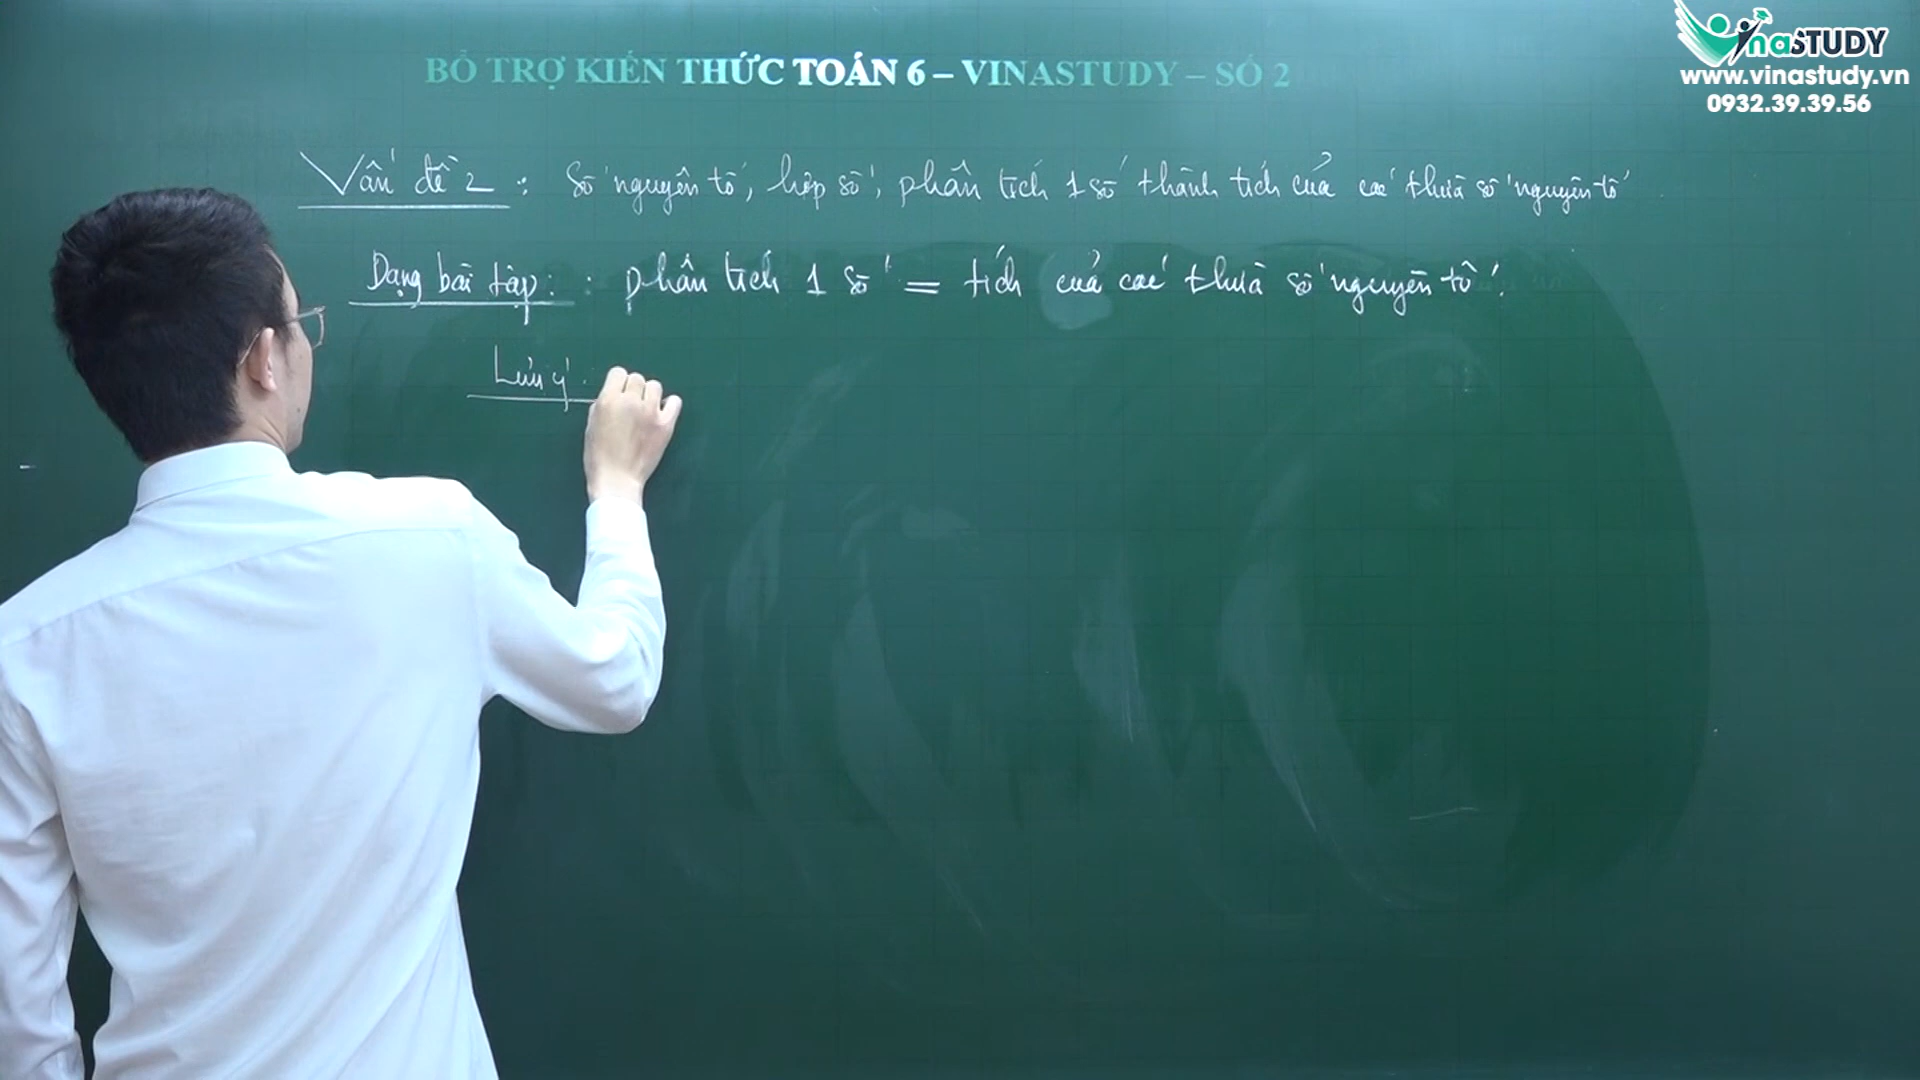 VinaSTUDY
www.vinastudy.vn
0932.39.39.56
BỔ TRỢ KIẾN THỨC TOÁN 6 – VINASTUDY – SỐ 2
Vấn đề 2 : Số nguyên tố, hợp số, phân tích 1 số thành tích của các thừa số nguyên tố
Dạng bài tập : : phân tích 1 số = tích của các thừa số nguyên tố.
Lưu ý :